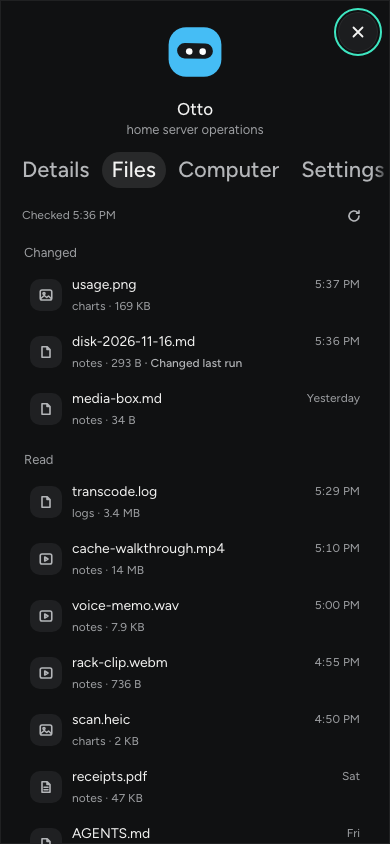 Otto
home server operations
Details Files Computer Settings
Checked 5:36 PM
Changed
usage.png 5:37 PM
charts · 169 KB
disk-2026-11-16.md 5:36 PM
notes · 293 B · Changed last run
media-box.md Yesterday
notes · 34 B
Read
transcode.log 5:29 PM
logs · 3.4 MB
cache-walkthrough.mp4 5:10 PM
notes · 14 MB
voice-memo.wav 5:00 PM
notes · 7.9 KB
rack-clip.webm 4:55 PM
notes · 736 B
scan.heic 4:50 PM
charts · 2 KB
receipts.pdf Sat
notes · 47 KB
AGENTS.md Fri